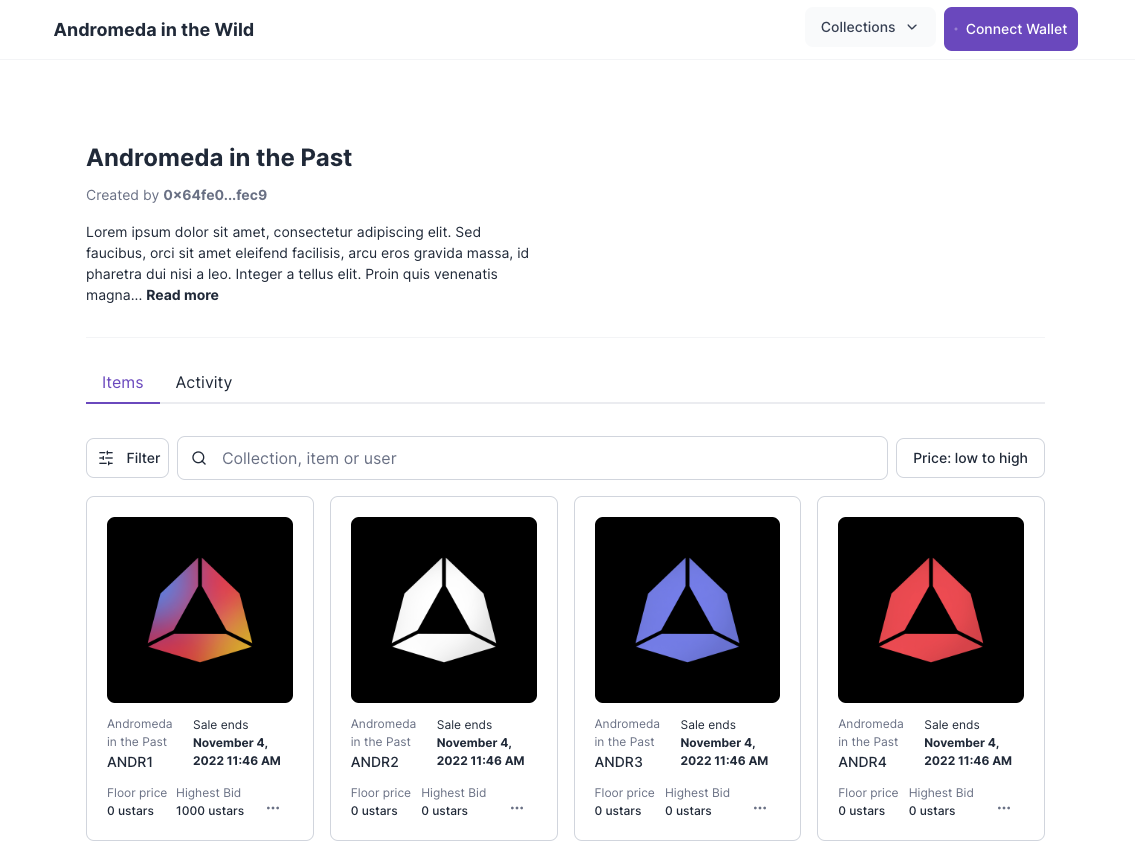 Andromeda in the Wild
Collections
Connect Wallet
Andromeda in the Past
Created by 0x64fe0...fec9
Lorem ipsum dolor sit amet, consectetur adipiscing elit. Sed
faucibus, orci sit amet eleifend facilisis, arcu eros gravida massa, id
pharetra dui nisi a leo. Integer a tellus elit. Proin quis venenatis
magna... Read more
Items
Activity
Filter
Collection, item or user
Price: low to high
Andromeda
in the Past
ANDR1
Sale ends
November 4,
2022 11:46 AM
Floor price
0 ustars
Highest Bid
1000 ustars
Andromeda
in the Past
ANDR2
Sale ends
November 4,
2022 11:46 AM
Floor price
0 ustars
Highest Bid
0 ustars
Andromeda
in the Past
ANDR3
Sale ends
November 4,
2022 11:46 AM
Floor price
0 ustars
Highest Bid
0 ustars
Andromeda
in the Past
ANDR4
Sale ends
November 4,
2022 11:46 AM
Floor price
0 ustars
Highest Bid
0 ustars